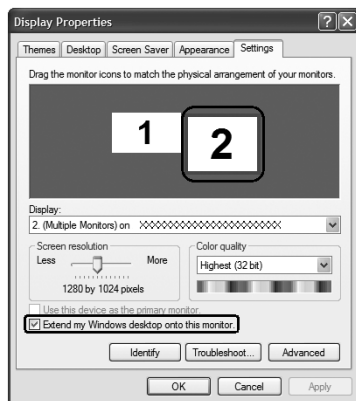 Display Properties
Themes Desktop Screen Saver Appearance Settings
Drag the monitor icons to match the physical arrangement of your monitors.
1 2
Display:
2. (Multiple Monitors) on XXXXXXXXXXXXXXXXXXXXXX
Screen resolution
Less More
1280 by 1024 pixels
Color quality
Highest (32 bit)
Use this device as the primary monitor.
Extend my Windows desktop onto this monitor.
Identify Troubleshoot... Advanced
OK Cancel Apply